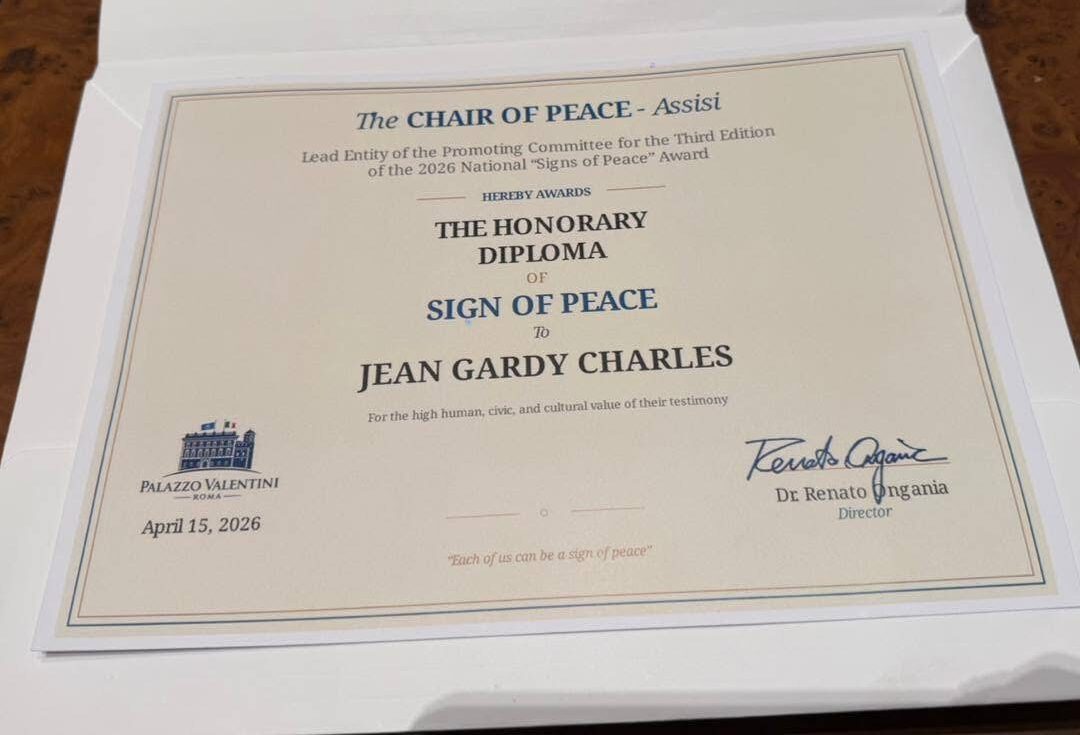 The CHAIR OF PEACE - Assisi
Lead Entity of the Promoting Committee for the Third Edition
of the 2026 National “Signs of Peace” Award
HEREBY AWARDS
THE HONORARY
DIPLOMA
OF
SIGN OF PEACE
To
JEAN GARDY CHARLES
For the high human, civic, and cultural value of their testimony
PALAZZO VALENTINI
ROMA
April 15, 2026
Renato Ongania
Dr. Renato Ongania
Director
“Each of us can be a sign of peace”